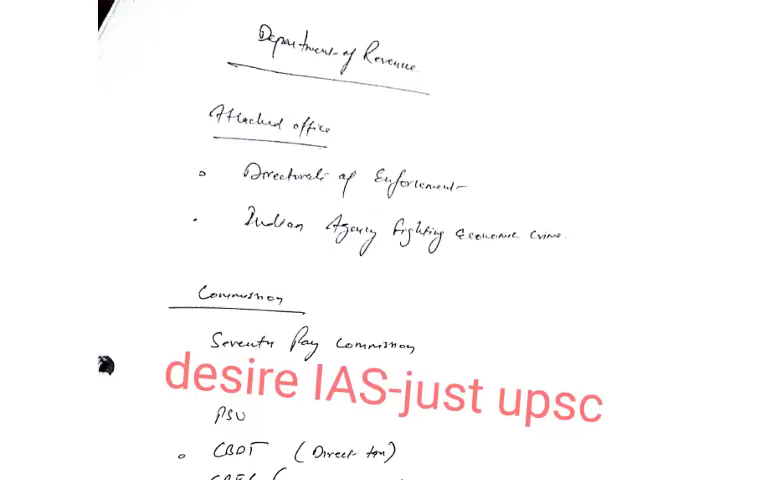 Department of Revenue
Attached office
Directorate of Enforcement
Indian Agency fighting Economic Crime.
Commission
Seventh Pay Commission
desire IAS-just upsc
PSU
CBDT (Direct tax)